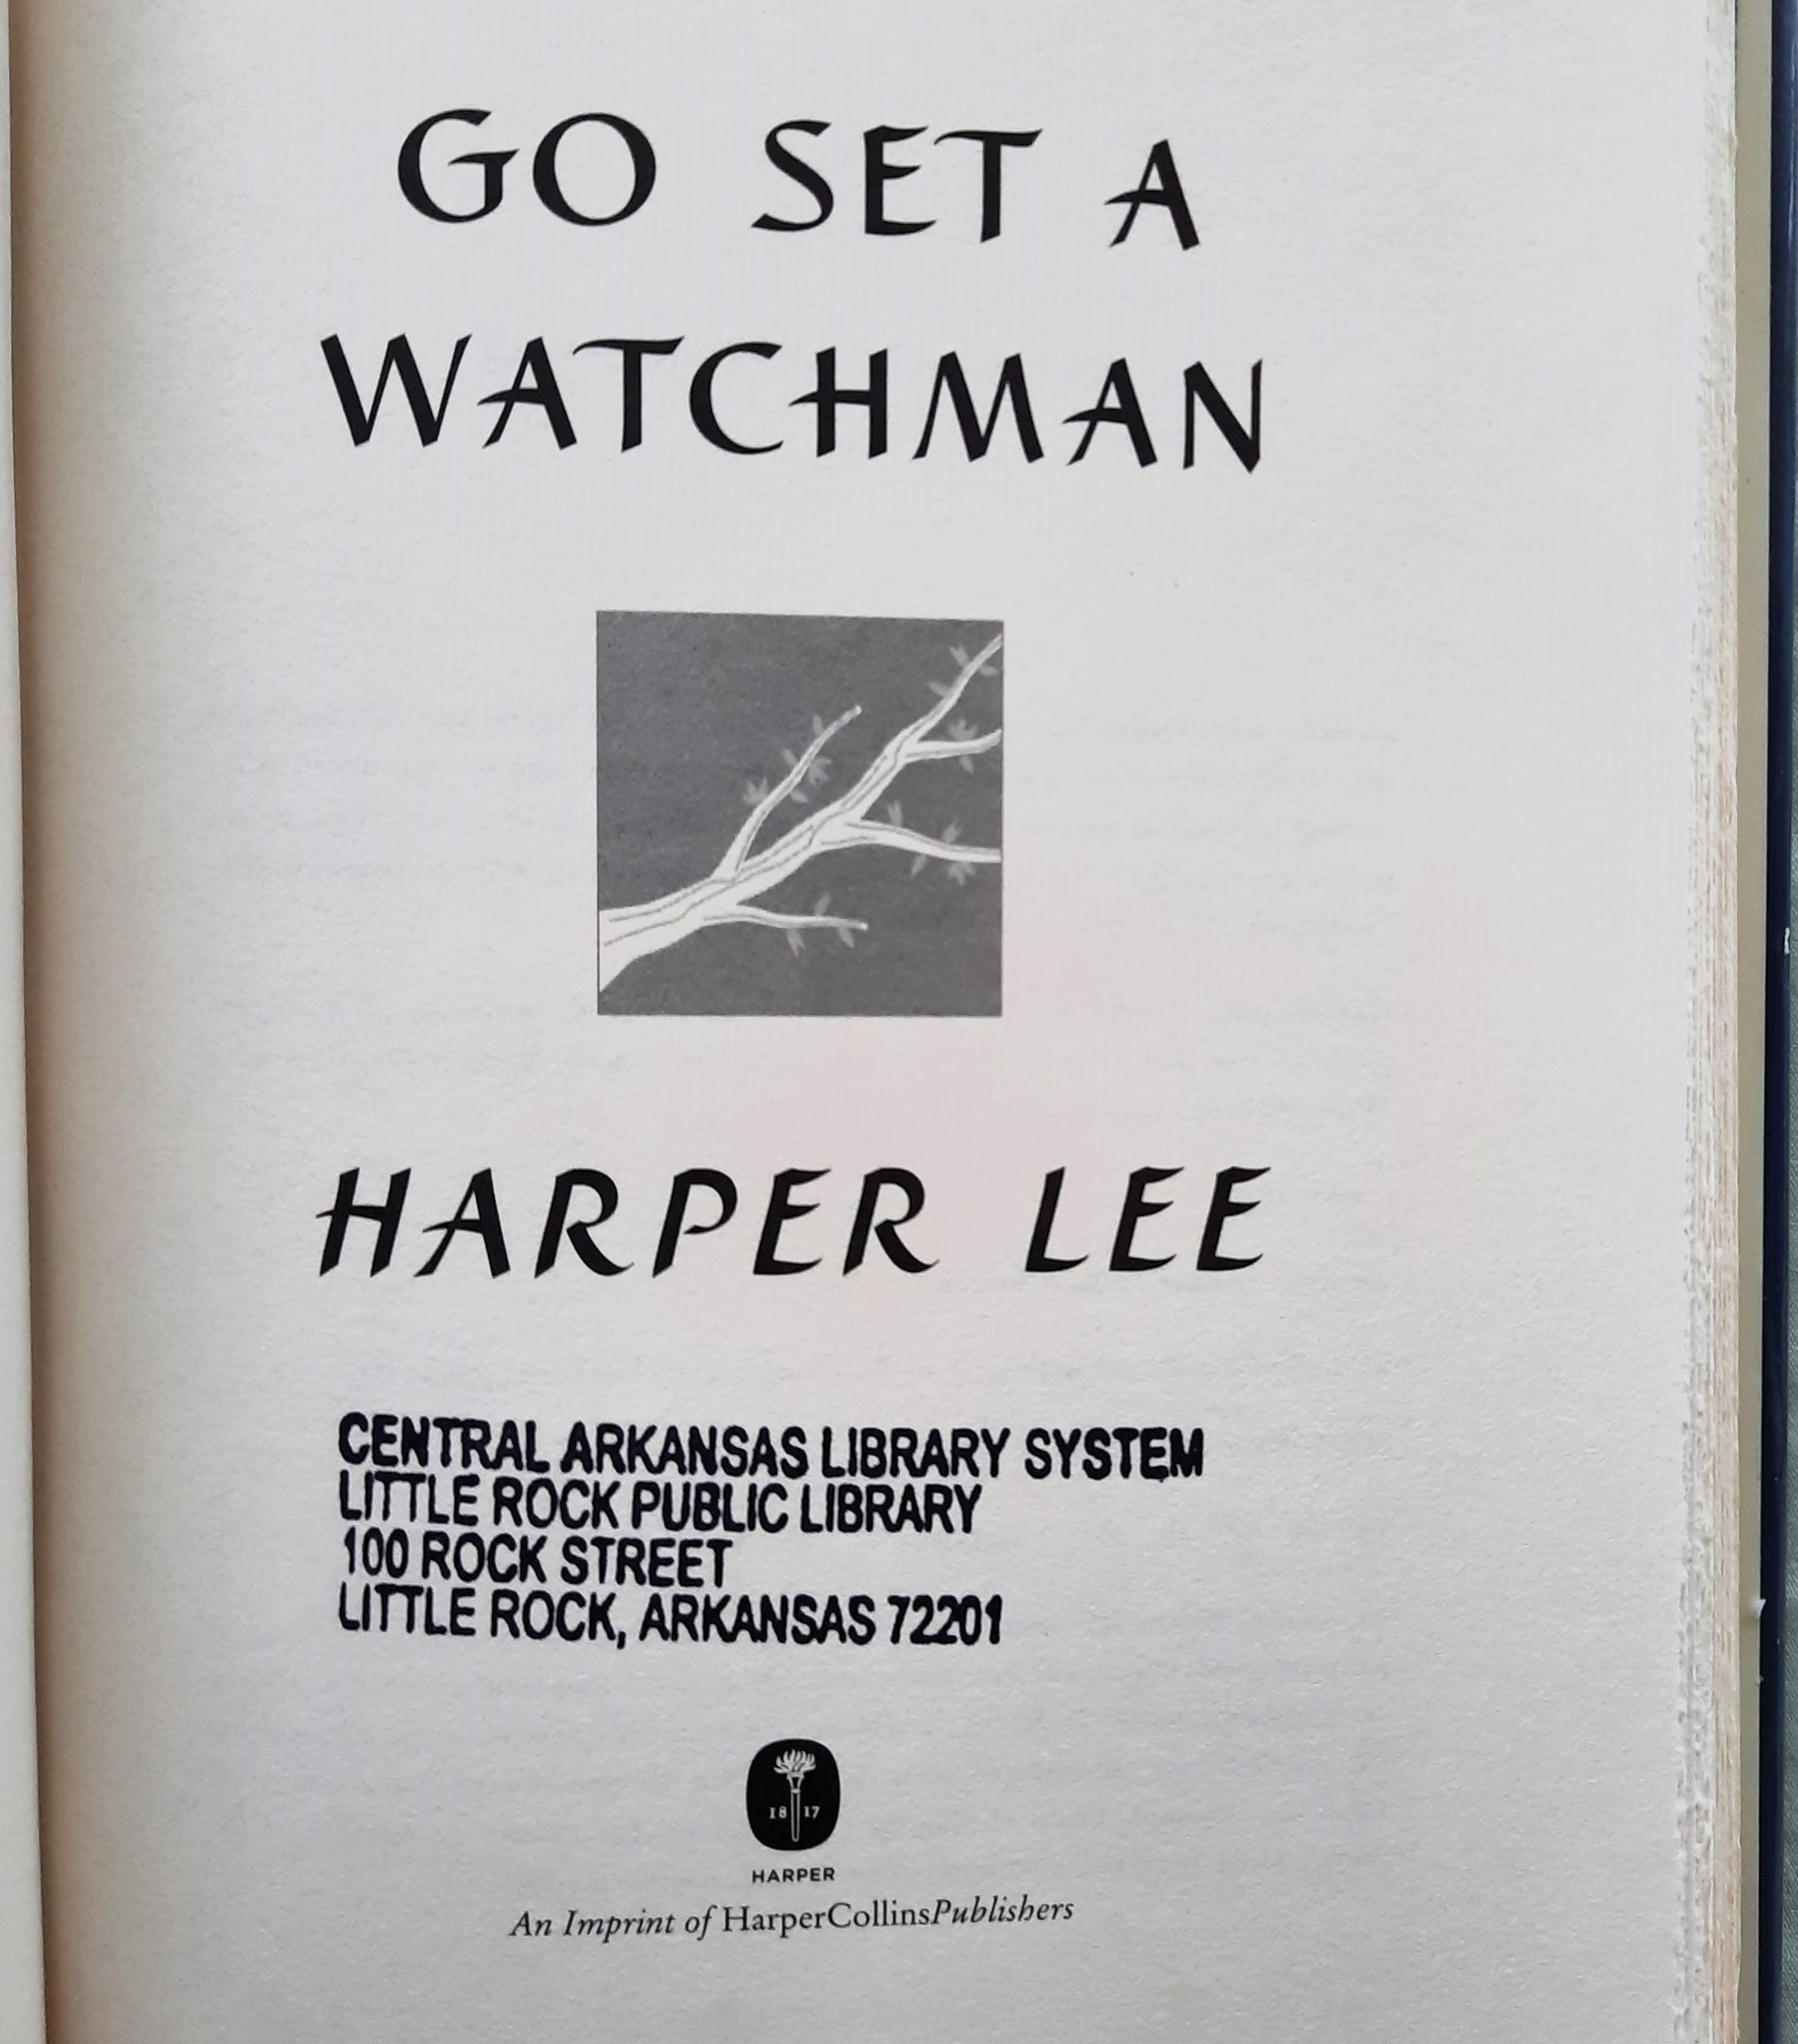 GO SET A
WATCHMAN
HARPER LEE
CENTRAL ARKANSAS LIBRARY SYSTEM
LITTLE ROCK PUBLIC LIBRARY
100 ROCK STREET
LITTLE ROCK, ARKANSAS 72201
18 17
HARPER
An Imprint of HarperCollinsPublishers